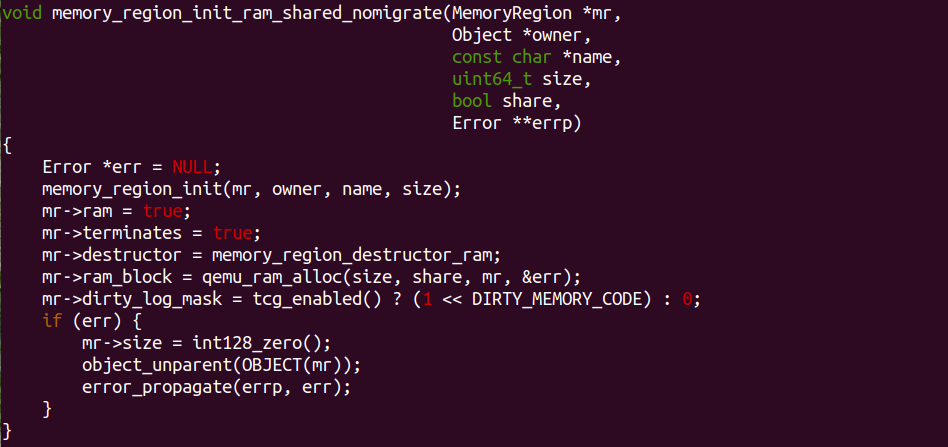 void memory_region_init_ram_shared_nomigrate(MemoryRegion *mr,
                                             Object *owner,
                                             const char *name,
                                             uint64_t size,
                                             bool share,
                                             Error **errp)
{
    Error *err = NULL;
    memory_region_init(mr, owner, name, size);
    mr->ram = true;
    mr->terminates = true;
    mr->destructor = memory_region_destructor_ram;
    mr->ram_block = qemu_ram_alloc(size, share, mr, &err);
    mr->dirty_log_mask = tcg_enabled() ? (1 << DIRTY_MEMORY_CODE) : 0;
    if (err) {
        mr->size = int128_zero();
        object_unparent(OBJECT(mr));
        error_propagate(errp, err);
    }
}